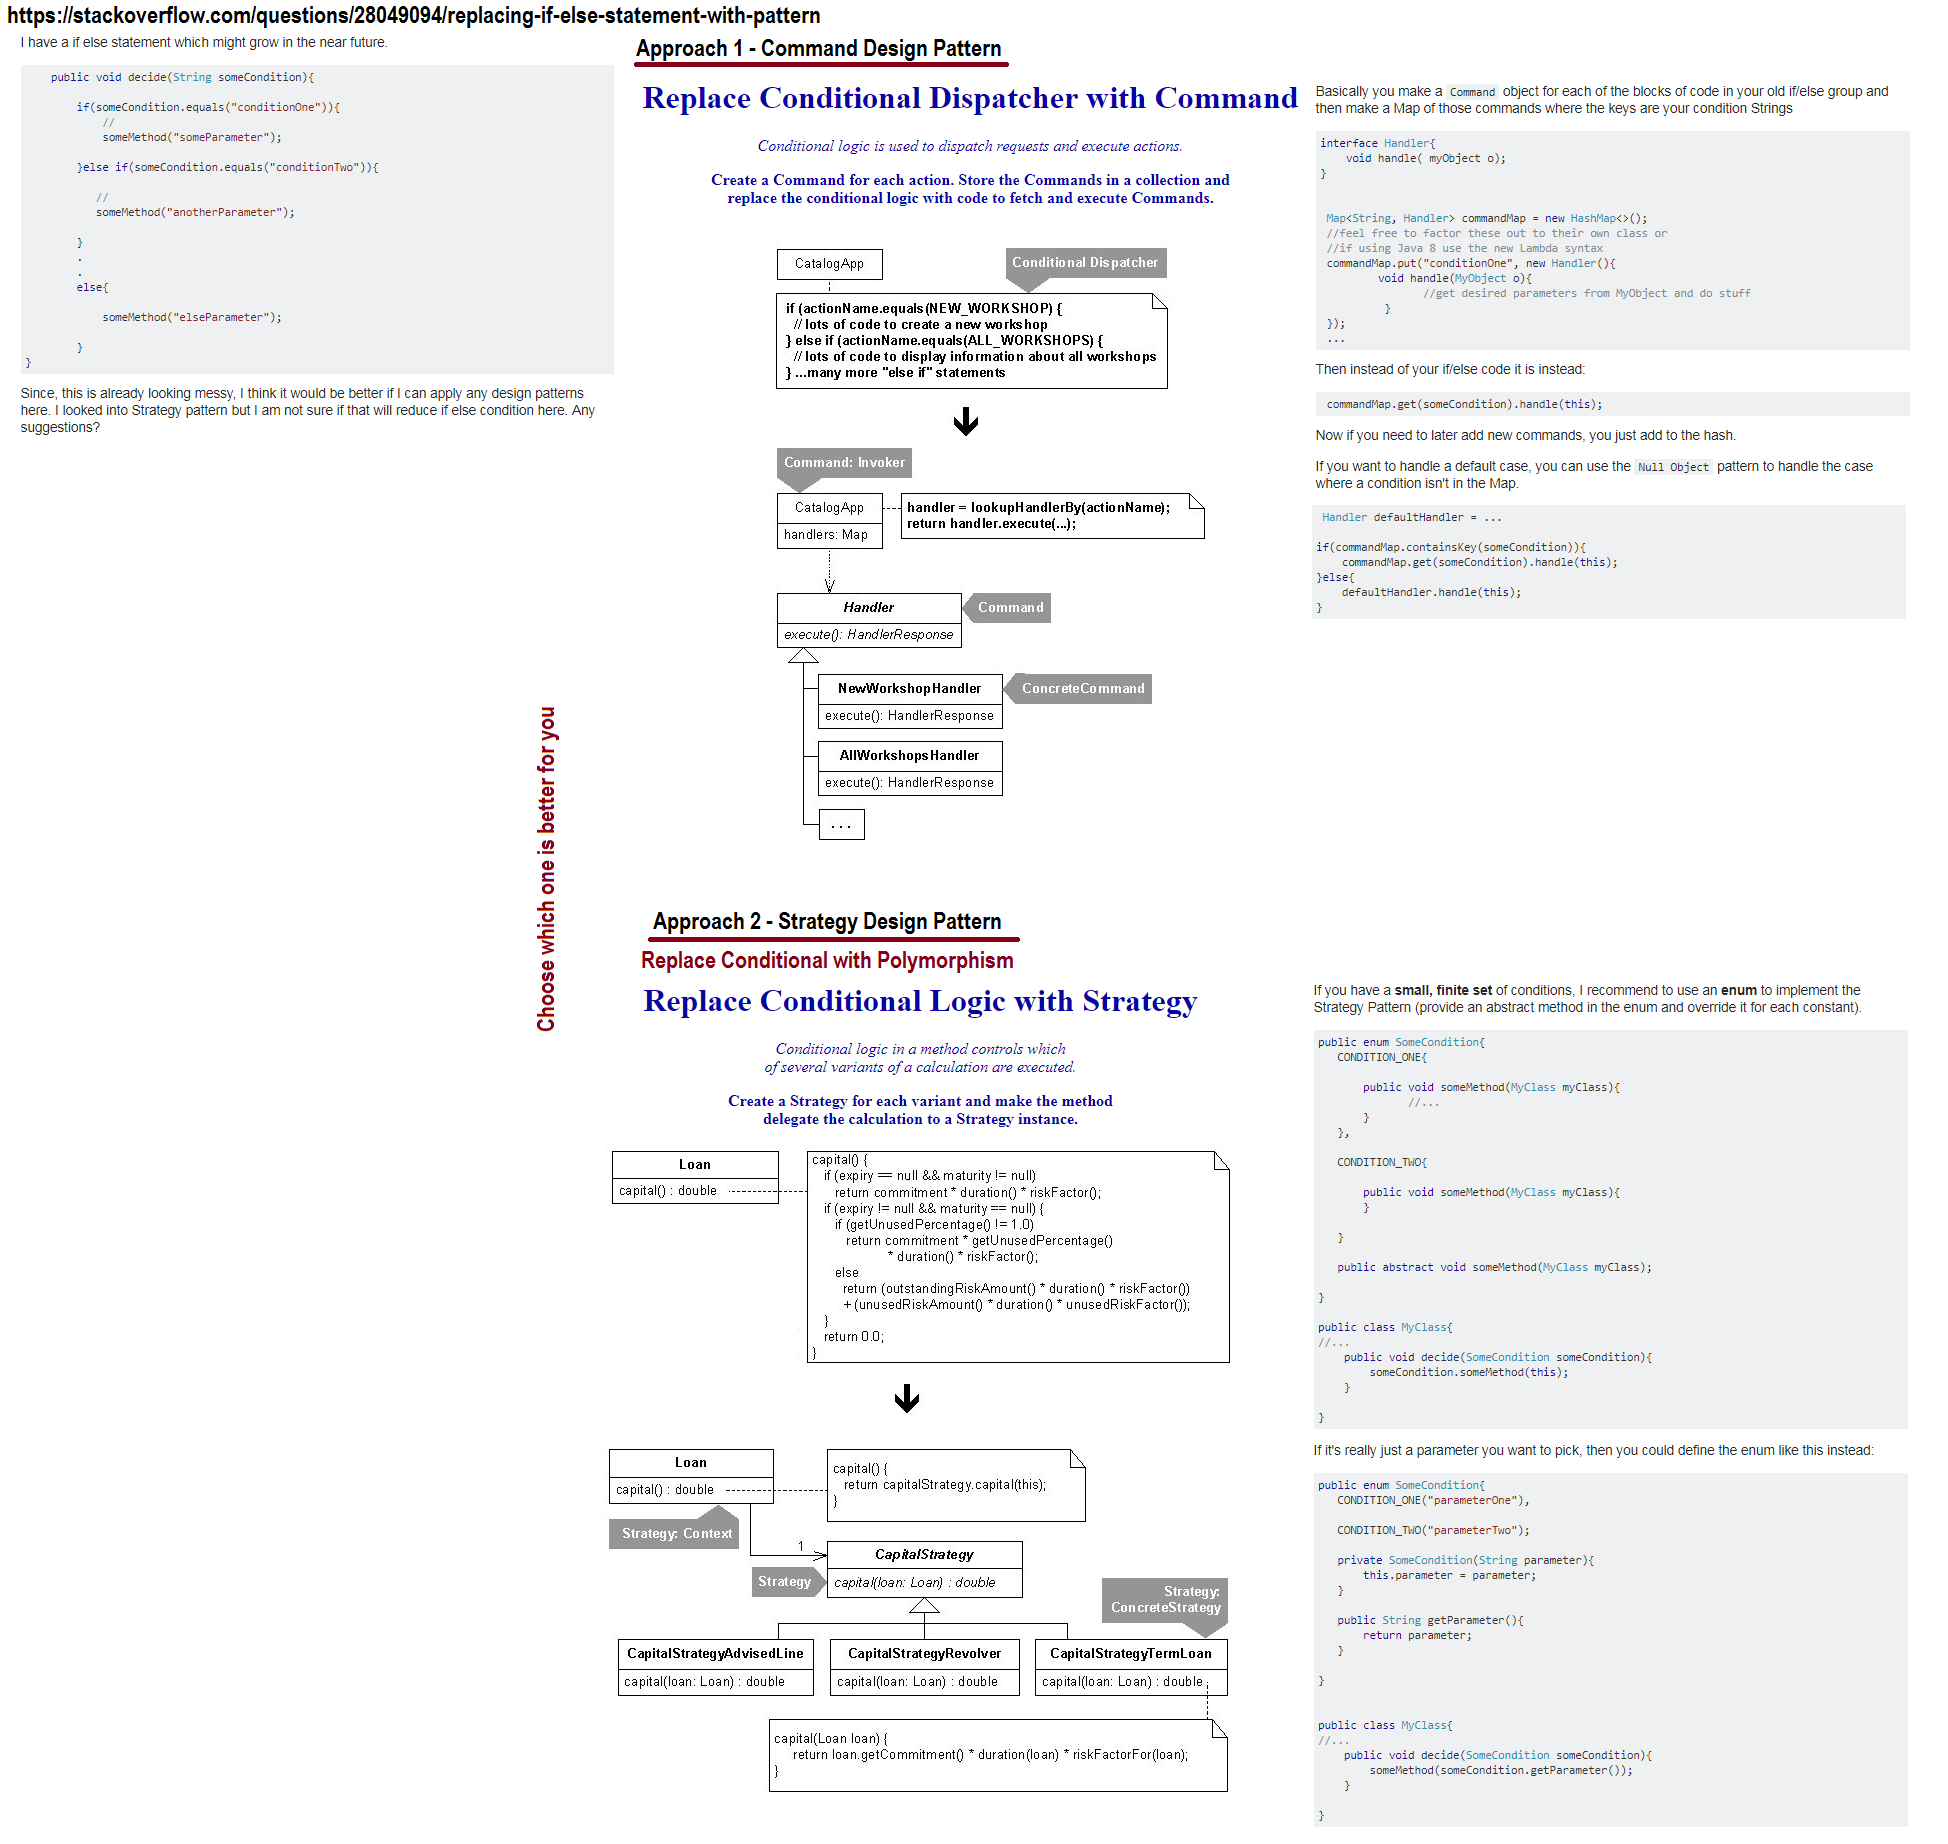 https://stackoverflow.com/questions/28049094/replacing-if-else-statement-with-pattern
I have a if else statement which might grow in the near future.
public void decide(String someCondition){
if(someCondition.equals("conditionOne")){
//
someMethod("someParameter");
}else if(someCondition.equals("conditionTwo")){
//
someMethod("anotherParameter");
}
.
.
else{
someMethod("elseParameter");
}
}
Since, this is already looking messy, I think it would be better if I can apply any design patterns
here. I looked into Strategy pattern but I am not sure if that will reduce if else condition here. Any
suggestions?
Choose which one is better for you
Approach 1 - Command Design Pattern
Replace Conditional Dispatcher with Command
Conditional logic is used to dispatch requests and execute actions.
Create a Command for each action. Store the Commands in a collection and
replace the conditional logic with code to fetch and execute Commands.
CatalogApp
Conditional Dispatcher
if (actionName.equals(NEW_WORKSHOP) {
// lots of code to create a new workshop
} else if (actionName.equals(ALL_WORKSHOPS) {
// lots of code to display information about all workshops
} ...many more "else if" statements
Command: Invoker
CatalogApp
handlers: Map
handler = lookupHandlerBy(actionName);
return handler.execute(...);
Handler
execute(): HandlerResponse
Command
NewWorkshopHandler
execute(): HandlerResponse
ConcreteCommand
AllWorkshopsHandler
execute(): HandlerResponse
...
Basically you make a Command object for each of the blocks of code in your old if/else group and
then make a Map of those commands where the keys are your condition Strings
interface Handler{
void handle( myObject o);
}
Map<String, Handler> commandMap = new HashMap<>();
//feel free to factor these out to their own class or
//if using Java 8 use the new Lambda syntax
commandMap.put("conditionOne", new Handler(){
void handle(MyObject o){
//get desired parameters from MyObject and do stuff
}
});
...
Then instead of your if/else code it is instead:
commandMap.get(someCondition).handle(this);
Now if you need to later add new commands, you just add to the hash.
If you want to handle a default case, you can use the Null Object pattern to handle the case
where a condition isn't in the Map.
Handler defaultHandler = ...
if(commandMap.containsKey(someCondition)){
commandMap.get(someCondition).handle(this);
}else{
defaultHandler.handle(this);
}
Approach 2 - Strategy Design Pattern
Replace Conditional with Polymorphism
Replace Conditional Logic with Strategy
Conditional logic in a method controls which
of several variants of a calculation are executed.
Create a Strategy for each variant and make the method
delegate the calculation to a Strategy instance.
Loan
capital() : double
capital() {
if (expiry == null && maturity != null)
return commitment * duration() * riskFactor();
if (expiry != null && maturity == null) {
if (getUnusedPercentage() != 1.0)
return commitment * getUnusedPercentage()
* duration() * riskFactor();
else
return (outstandingRiskAmount() * duration() * riskFactor())
+ (unusedRiskAmount() * duration() * unusedRiskFactor());
}
return 0.0;
}
Loan
capital() : double
capital() {
return capitalStrategy.capital(this);
}
Strategy: Context
1
CapitalStrategy
capital(loan: Loan) : double
Strategy
Strategy:
ConcreteStrategy
CapitalStrategyAdvisedLine
capital(loan: Loan) : double
CapitalStrategyRevolver
capital(loan: Loan) : double
CapitalStrategyTermLoan
capital(loan: Loan) : double
capital(Loan loan) {
return loan.getCommitment() * duration(loan) * riskFactorFor(loan);
}
If you have a small, finite set of conditions, I recommend to use an enum to implement the
Strategy Pattern (provide an abstract method in the enum and override it for each constant).
public enum SomeCondition{
CONDITION_ONE{
public void someMethod(MyClass myClass){
//...
}
},
CONDITION_TWO{
public void someMethod(MyClass myClass){
}
}
public abstract void someMethod(MyClass myClass);
}
public class MyClass{
//...
public void decide(SomeCondition someCondition){
someCondition.someMethod(this);
}
}
If it's really just a parameter you want to pick, then you could define the enum like this instead:
public enum SomeCondition{
CONDITION_ONE("parameterOne"),
CONDITION_TWO("parameterTwo");
private SomeCondition(String parameter){
this.parameter = parameter;
}
public String getParameter(){
return parameter;
}
}
public class MyClass{
//...
public void decide(SomeCondition someCondition){
someMethod(someCondition.getParameter());
}
}